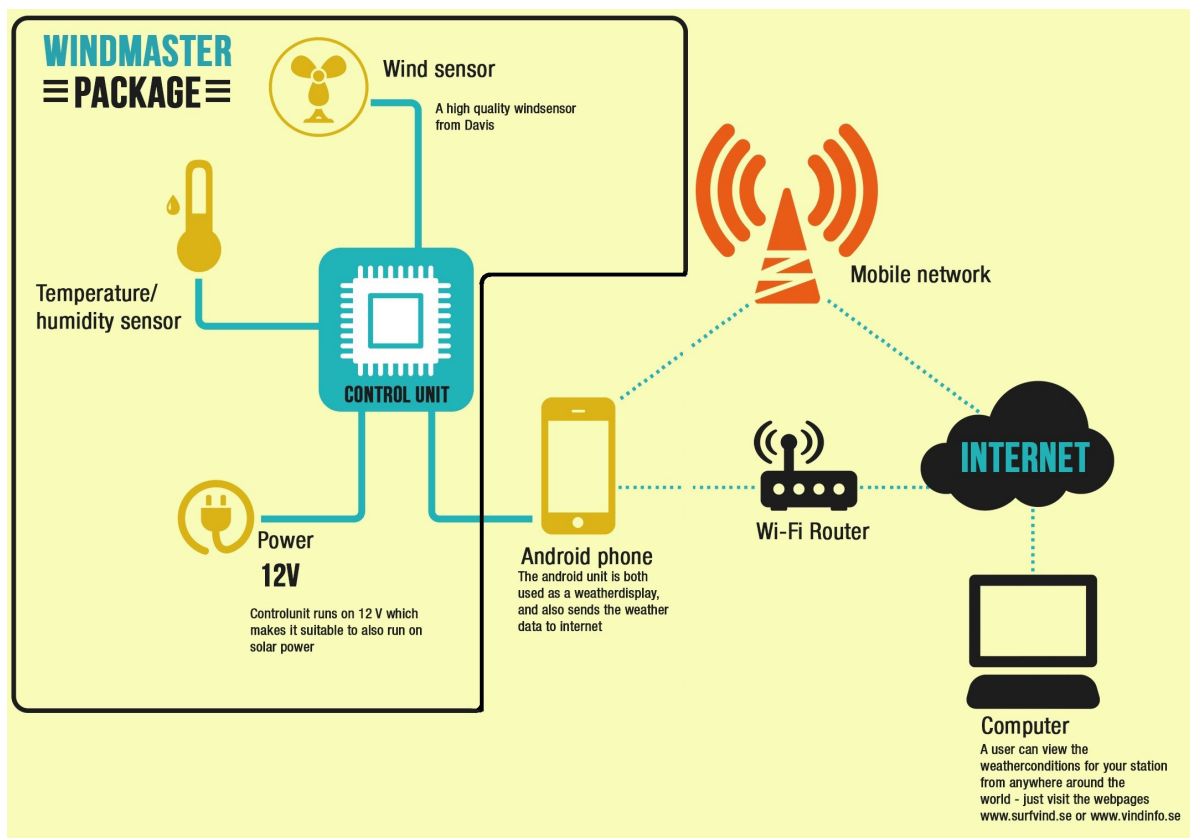 WINDMASTER
PACKAGE
Wind sensor
A high quality windsensor
from Davis
Temperature/
humidity sensor
CONTROL UNIT
Mobile network
INTERNET
Wi-Fi Router
Power
12V
Controlunit runs on 12 V which
makes it suitable to also run on
solar power
Android phone
The android unit is both
used as a weatherdisplay,
and also sends the weather
data to internet
Computer
A user can view the
weatherconditions for your station
from anywhere around the
world - just visit the webpages
www.surfvind.se or www.vindinfo.se